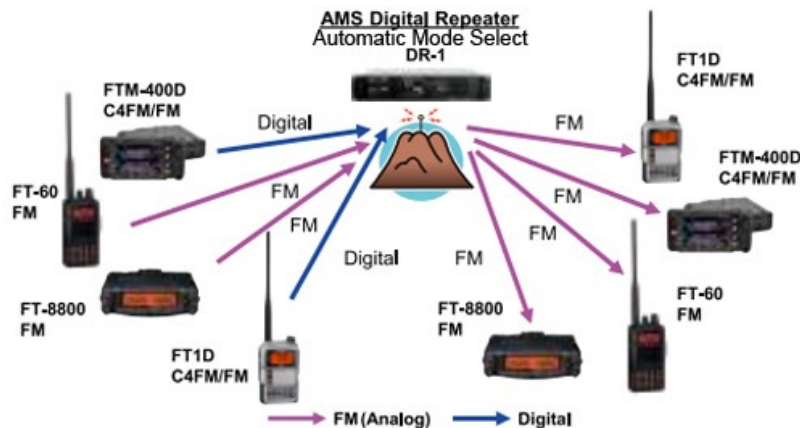 AMS Digital Repeater
Automatic Mode Select
DR-1
FTM-400D
C4FM/FM
Digital
FT-60
FM
FM
FM
FT-8800
FM
Digital
FT1D
C4FM/FM
FM
FT1D
C4FM/FM
FM
FTM-400D
C4FM/FM
FM
FT-60
FM
FM
FT-8800
FM
FM (Analog)
Digital